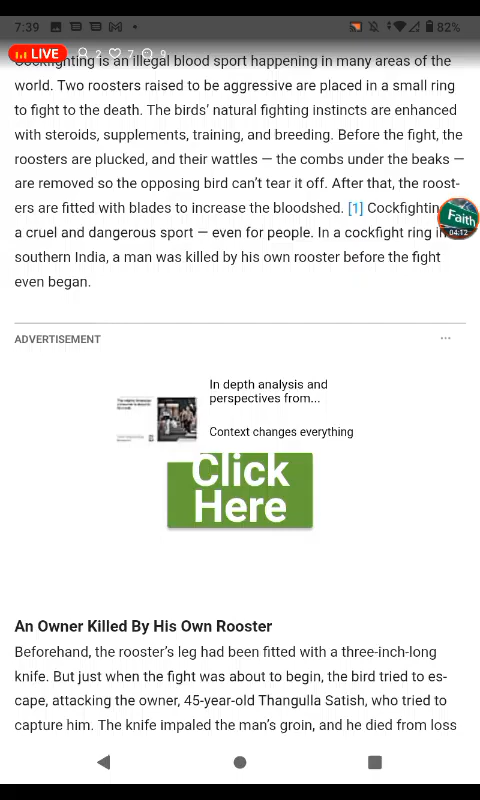 7:39
82%
LIVE 2 7 9
Cockfighting is an illegal blood sport happening in many areas of the
world. Two roosters raised to be aggressive are placed in a small ring
to fight to the death. The birds’ natural fighting instincts are enhanced
with steroids, supplements, training, and breeding. Before the fight, the
roosters are plucked, and their wattles — the combs under the beaks —
are removed so the opposing bird can’t tear it off. After that, the roost-
ers are fitted with blades to increase the bloodshed. [1] Cockfightin
Faith
04:12
a cruel and dangerous sport — even for people. In a cockfight ring in
southern India, a man was killed by his own rooster before the fight
even began.
ADVERTISEMENT
In depth analysis and
perspectives from...
Context changes everything
Click
Here
An Owner Killed By His Own Rooster
Beforehand, the rooster’s leg had been fitted with a three-inch-long
knife. But just when the fight was about to begin, the bird tried to es-
cape, attacking the owner, 45-year-old Thangulla Satish, who tried to
capture him. The knife impaled the man’s groin, and he died from loss